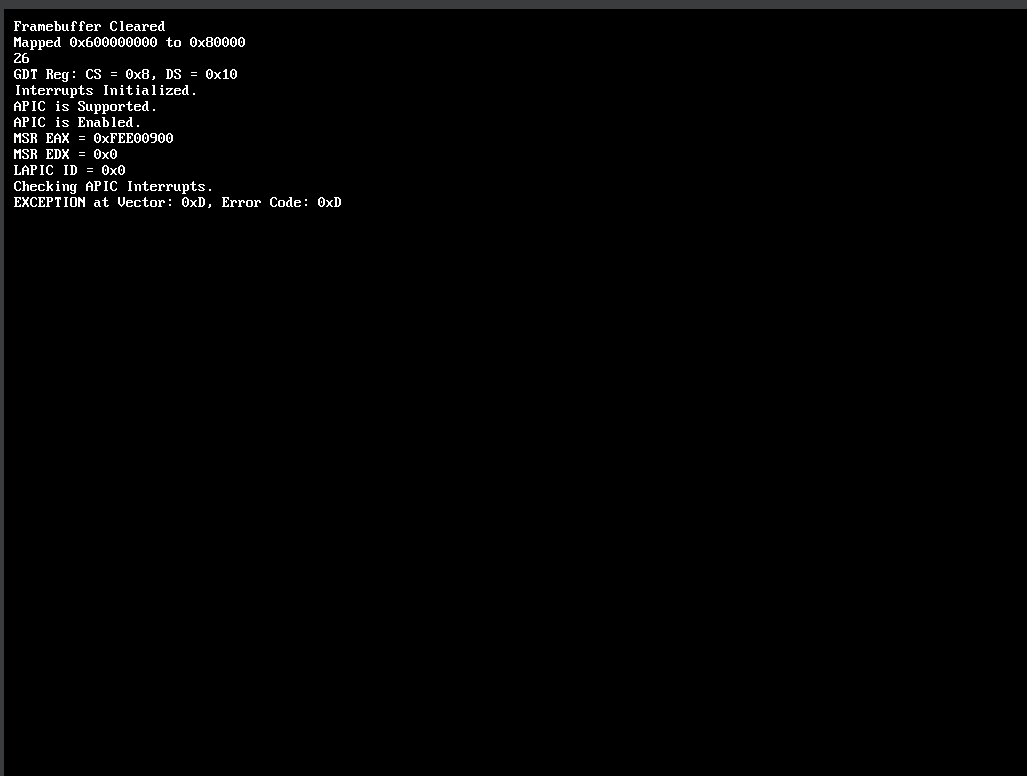 Framebuffer Cleared
Mapped 0x600000000 to 0x80000
26
GDT Reg: CS = 0x8, DS = 0x10
Interrupts Initialized.
APIC is Supported.
APIC is Enabled.
MSR EAX = 0xFEE00900
MSR EDX = 0x0
LAPIC ID = 0x0
Checking APIC Interrupts.
EXCEPTION at Vector: 0xD, Error Code: 0xD